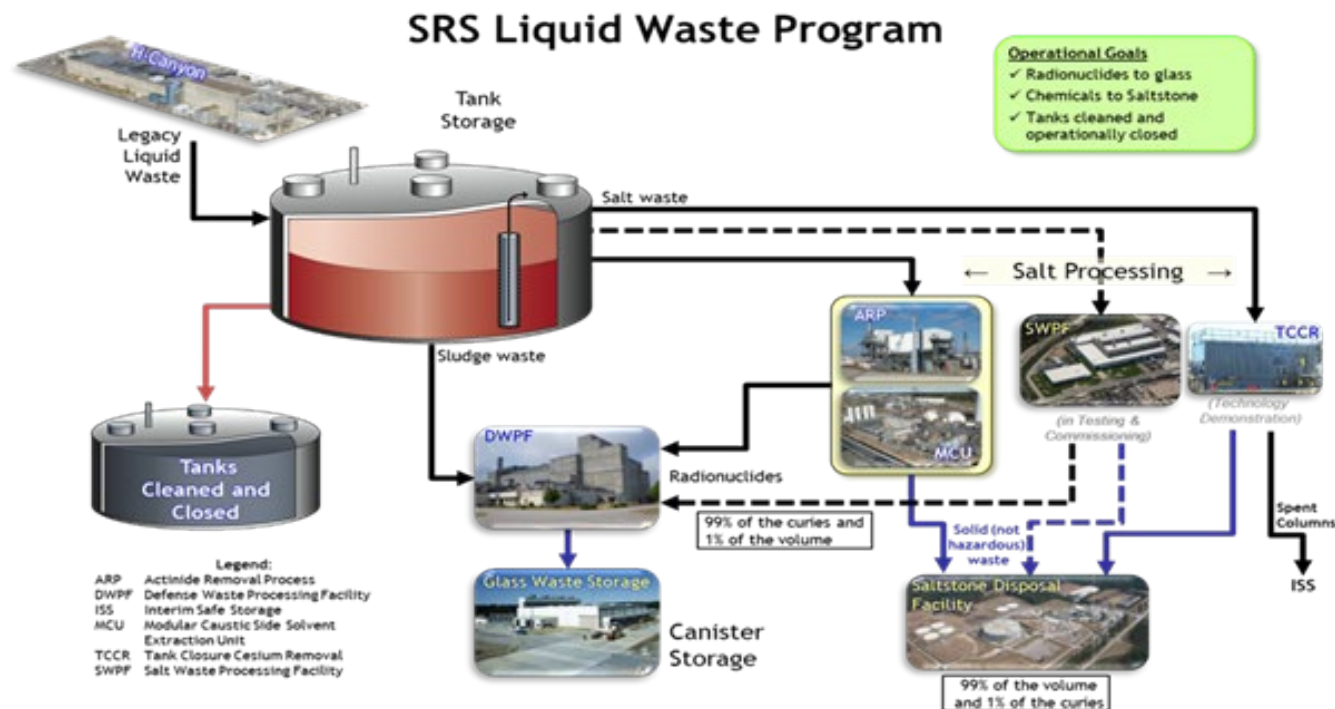 SRS Liquid Waste Program
H-Canyon
Operational Goals
✓ Radionuclides to glass
✓ Chemicals to Saltstone
✓ Tanks cleaned and
operationally closed
Tank
Storage
Legacy
Liquid
Waste
Salt waste
← Salt Processing →
ARP
SWPF
TCCR
MCU
(in Testing &
Commissioning)
(Technology
Demonstration)
Sludge waste
Tanks
Cleaned and
Closed
DWPF
Radionuclides
99% of the curies and
1% of the volume
Solid (not
hazardous)
waste
Spent
Columns
ISS
Glass Waste Storage
Canister
Storage
Saltstone Disposal
Facility
99% of the volume
and 1% of the curies
Legend:
ARP Actinide Removal Process
DWPF Defense Waste Processing Facility
ISS Interim Safe Storage
MCU Modular Caustic Side Solvent
Extraction Unit
TCCR Tank Closure Cesium Removal
SWPF Salt Waste Processing Facility